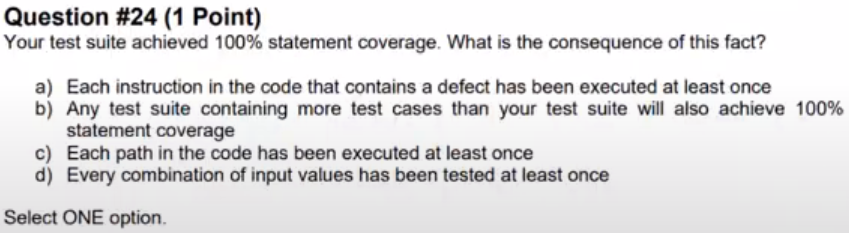 Question #24 (1 Point)
Your test suite achieved 100% statement coverage. What is the consequence of this fact?
a) Each instruction in the code that contains a defect has been executed at least once
b) Any test suite containing more test cases than your test suite will also achieve 100%
statement coverage
c) Each path in the code has been executed at least once
d) Every combination of input values has been tested at least once
Select ONE option.